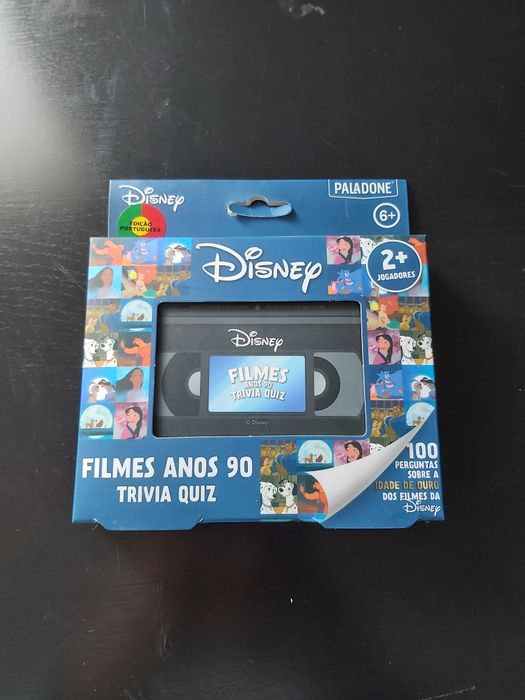 Disney
PALADONE
EDIÇÃO
PORTUGUESA
6+
Disney
2+
JOGADORES
Disney
FILMES
ANOS 90
TRIVIA QUIZ
© Disney
FILMES ANOS 90
TRIVIA QUIZ
100
PERGUNTAS
SOBRE A
IDADE DE OURO
DOS FILMES DA
Disney